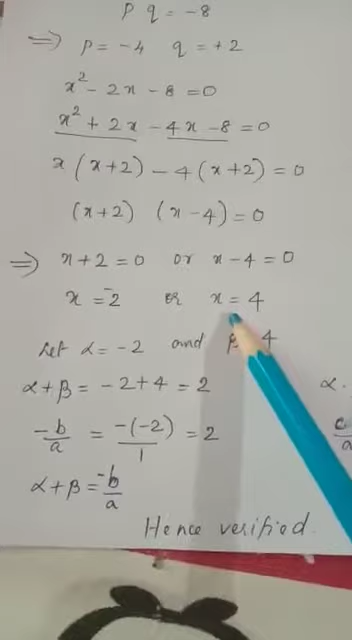 p q = -8
⇒ p = -4 q = +2
x² - 2x - 8 = 0
x² + 2x - 4x - 8 = 0
x (x+2) - 4 (x+2) = 0
(x+2) (x-4) = 0
⇒ x+2 = 0 or x-4 = 0
x = -2 or x = 4
Let α = -2 and β 4
α+β = -2+4 = 2
α.
-b/a = -(-2)/1 = 2
c/a
α+β = -b/a
Hence verified.